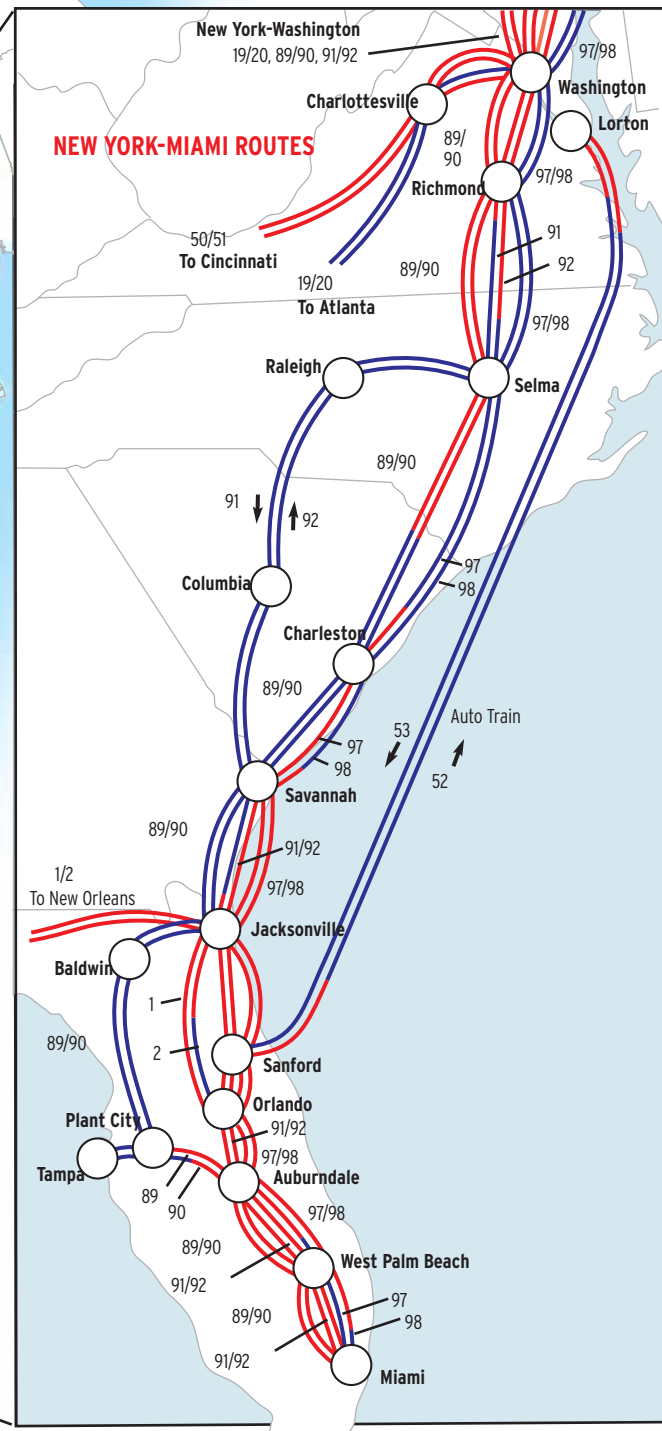 New York-Washington
19/20, 89/90, 91/92
97/98
Washington
Charlottesville
Lorton
NEW YORK-MIAMI ROUTES
89/
90
97/98
Richmond
50/51
To Cincinnati
91
92
89/90
19/20
To Atlanta
97/98
Raleigh
Selma
89/90
91
92
97
98
Columbia
Charleston
89/90
Auto Train
53
52
97
98
Savannah
89/90
91/92
1/2
To New Orleans
97/98
Jacksonville
Baldwin
1
89/90
2
Sanford
Orlando
Plant City
91/92
97/98
Tampa
89
90
Auburndale
97/98
89/90
West Palm Beach
91/92
97
89/90
98
91/92
Miami